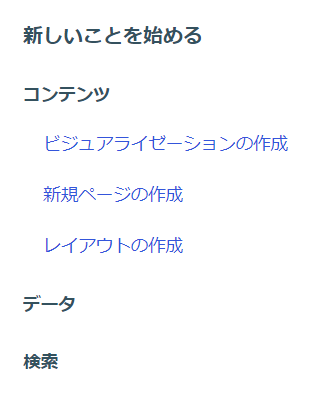 新しいことを始める
コンテンツ
ビジュアライゼーションの作成
新規ページの作成
レイアウトの作成
データ
検索